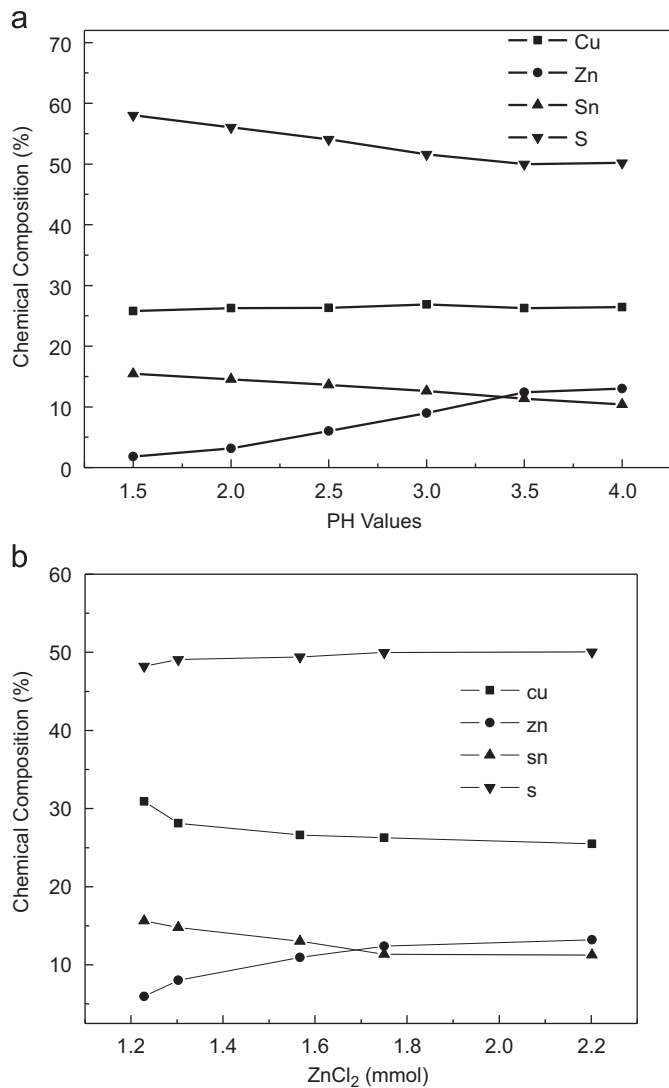 a
70
60
50
40
30
20
10
0
Chemical Composition (%)
Cu
Zn
Sn
S
1.5 2.0 2.5 3.0 3.5 4.0
PH Values
b
60
50
40
30
20
10
Chemical Composition (%)
cu
zn
sn
s
1.2 1.4 1.6 1.8 2.0 2.2
ZnCl₂ (mmol)